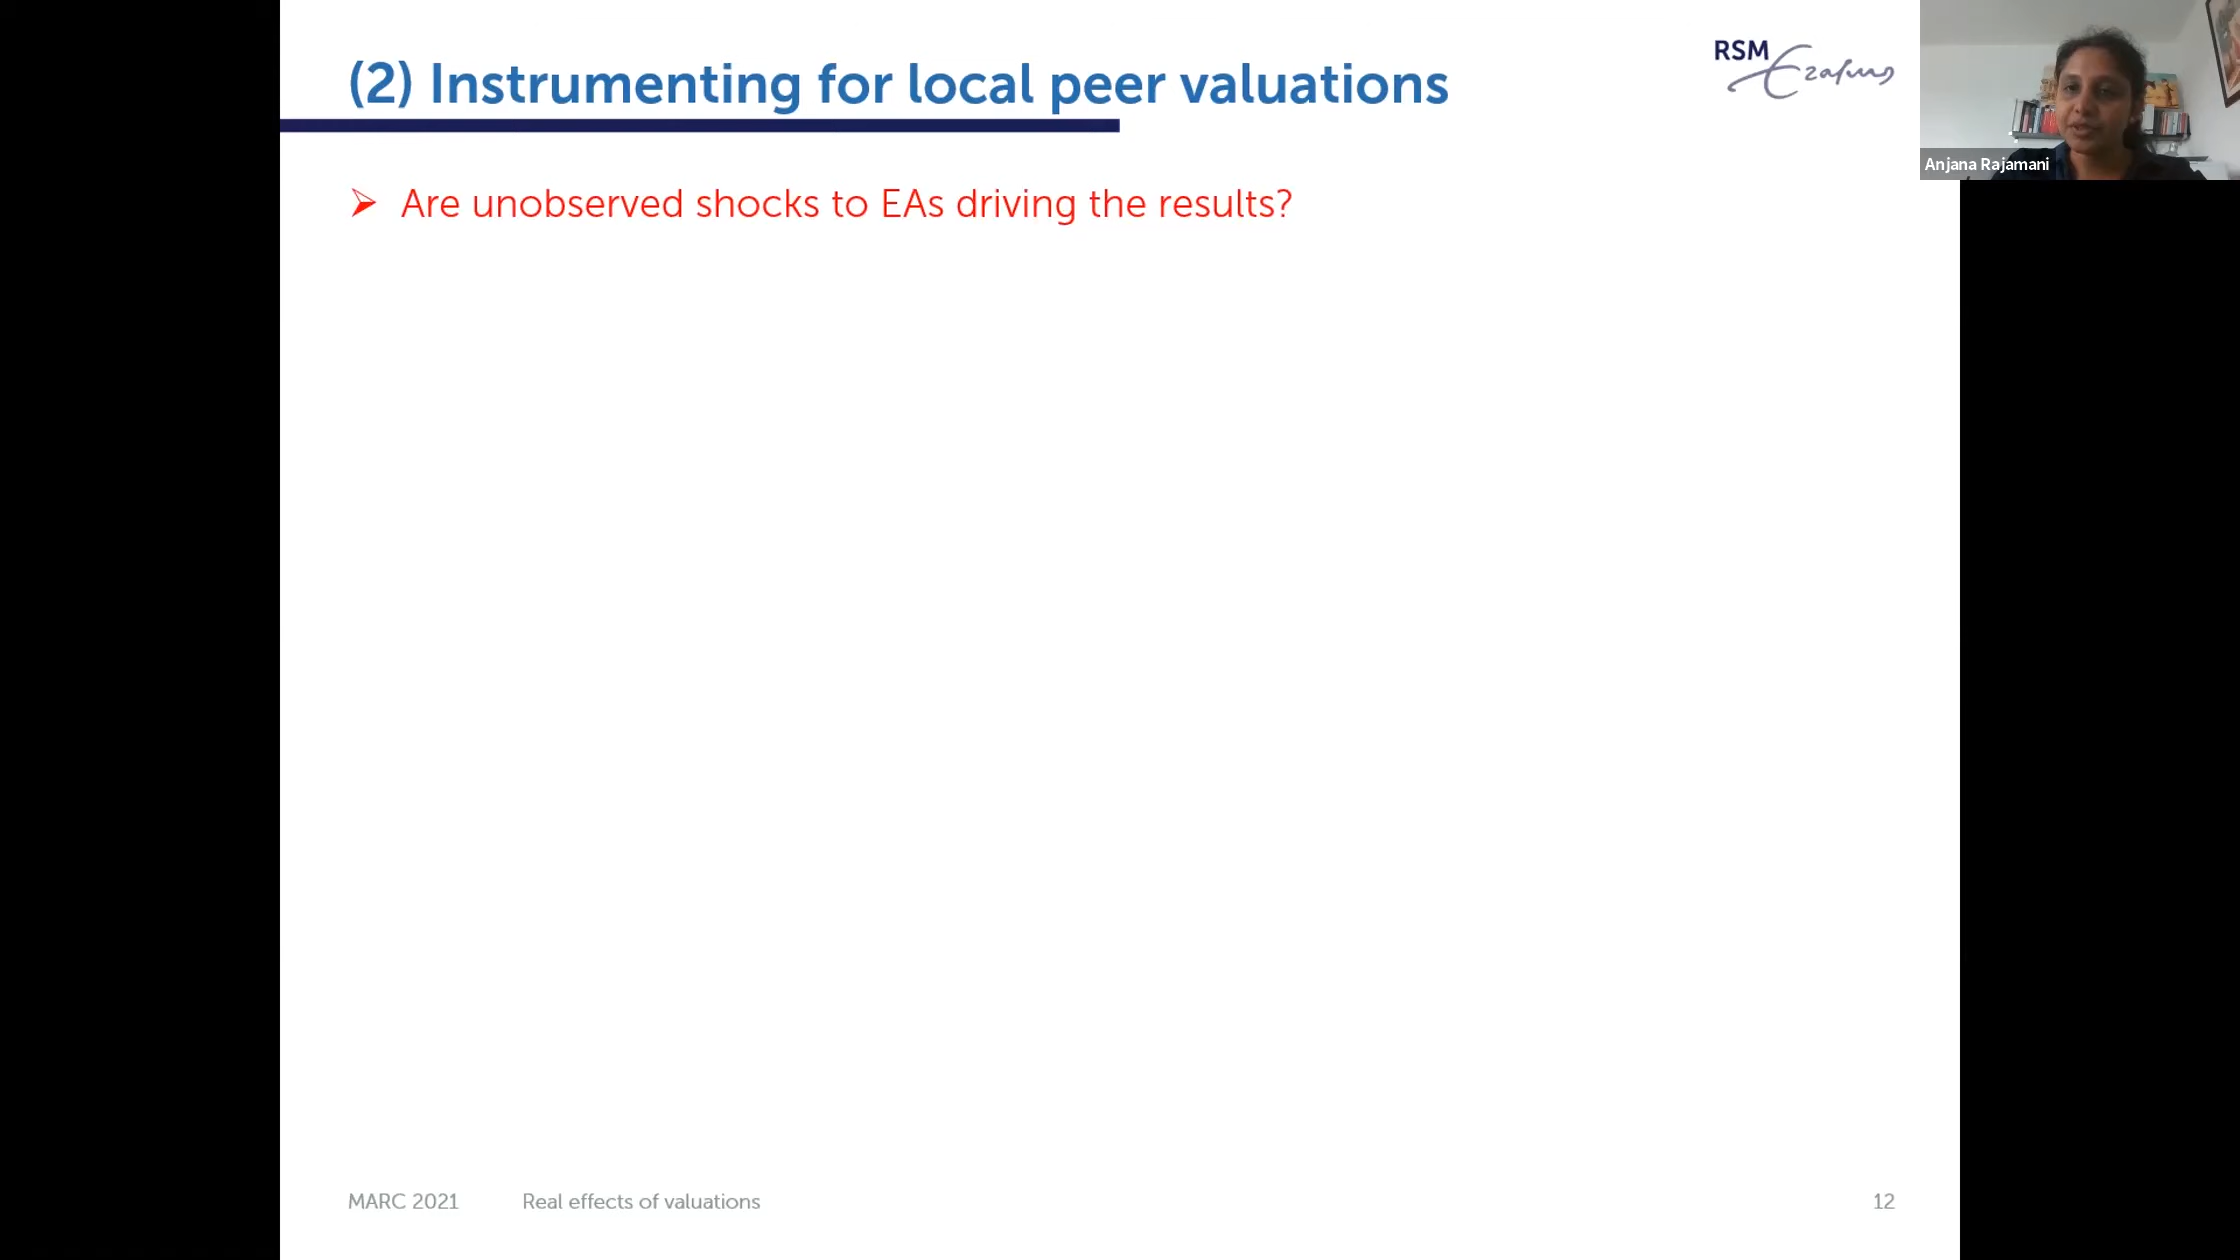 (2) Instrumenting for local peer valuations
RSM
Erasmus
Anjana Rajamani
➢ Are unobserved shocks to EAs driving the results?
MARC 2021 Real effects of valuations 12